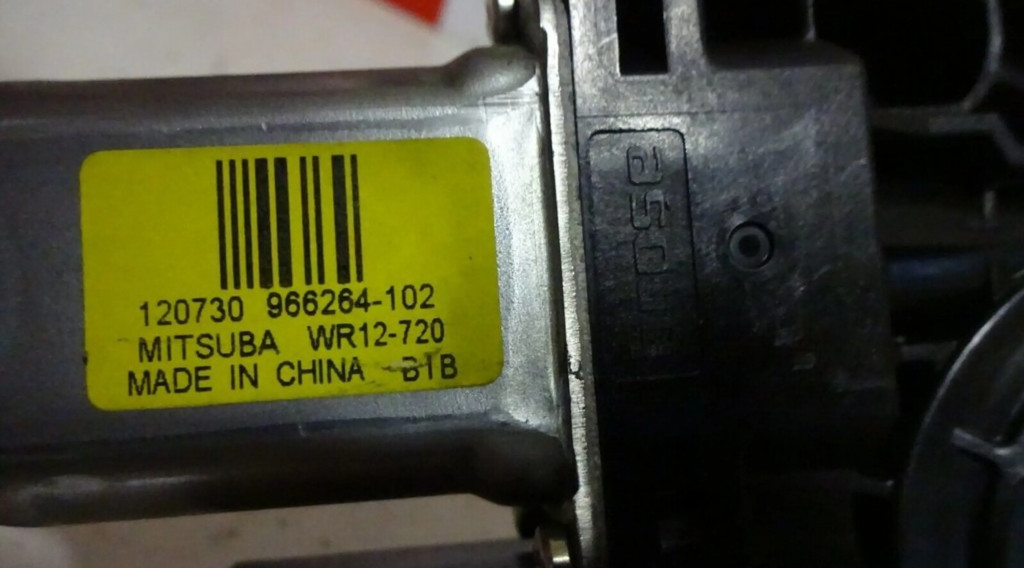 120730 966264-102
MITSUBA WR12-720
MADE IN CHINA B1B